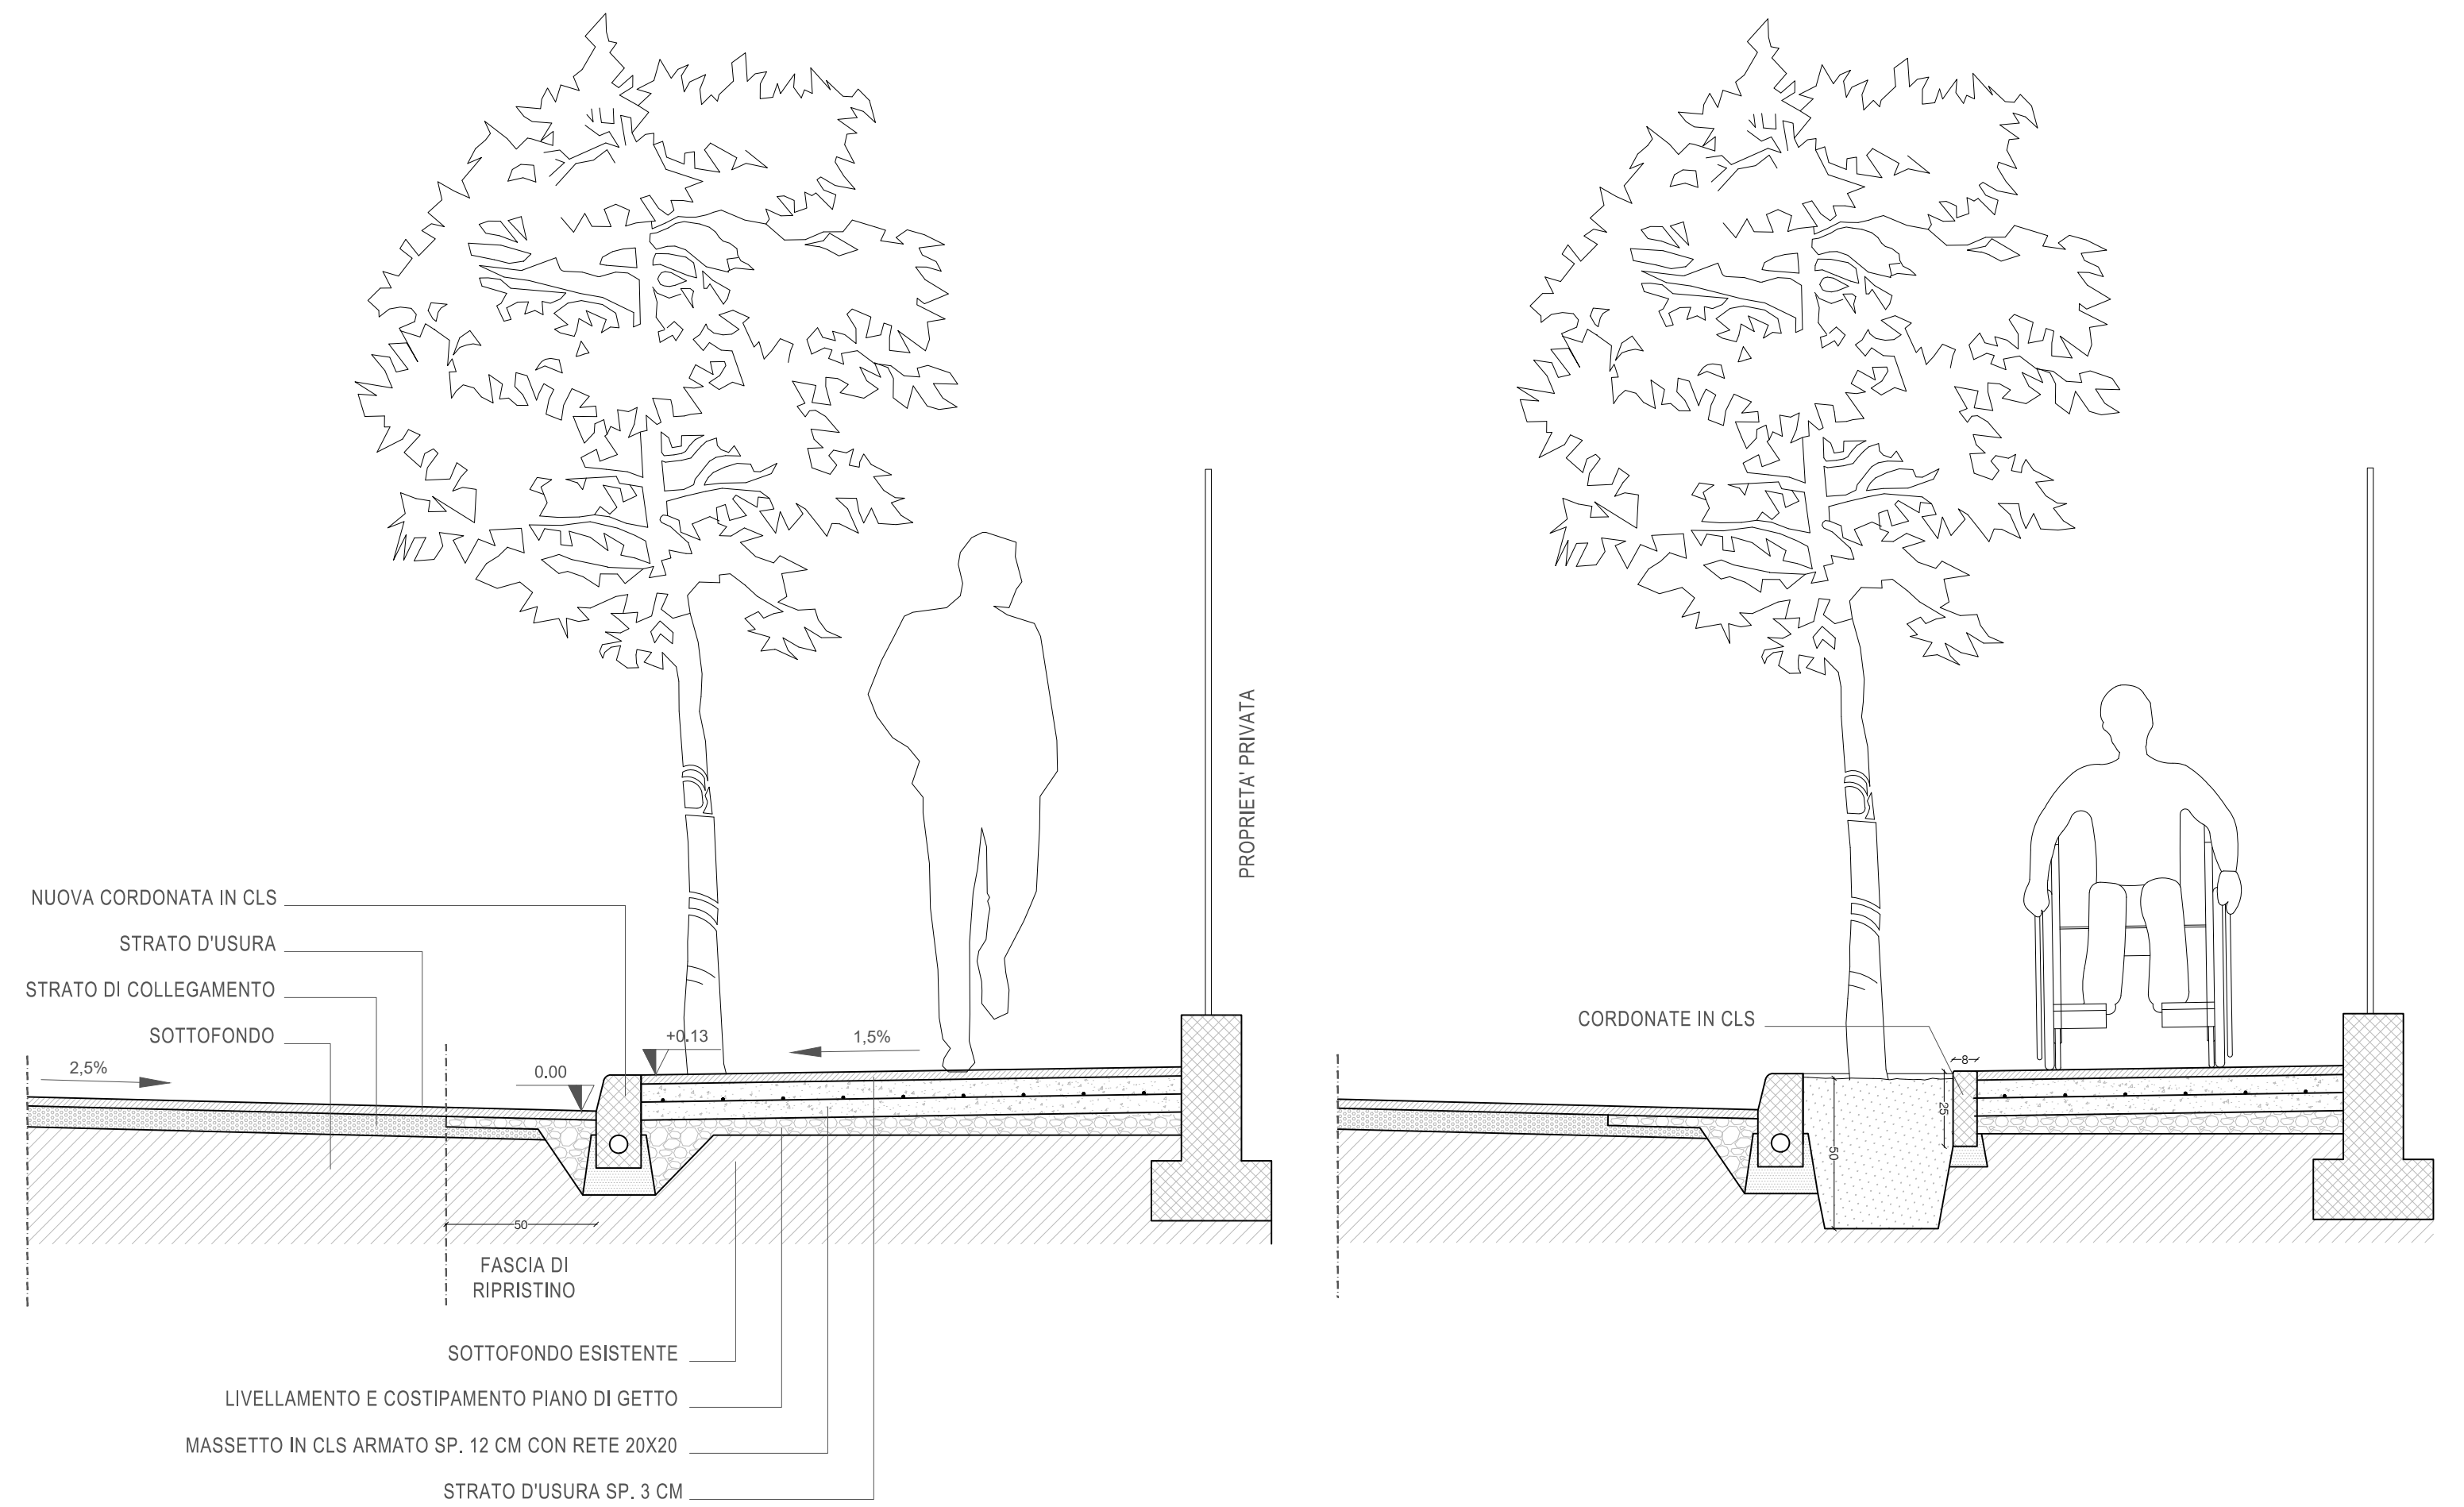 PROPRIETA' PRIVATA
NUOVA CORDONATA IN CLS
STRATO D'USURA
STRATO DI COLLEGAMENTO
SOTTOFONDO
2,5%
0.00
+0.13
1,5%
50
FASCIA DI
RIPRISTINO
SOTTOFONDO ESISTENTE
LIVELLAMENTO E COSTIPAMENTO PIANO DI GETTO
MASSETTO IN CLS ARMATO SP. 12 CM CON RETE 20X20
STRATO D'USURA SP. 3 CM
CORDONATE IN CLS
8
25
50